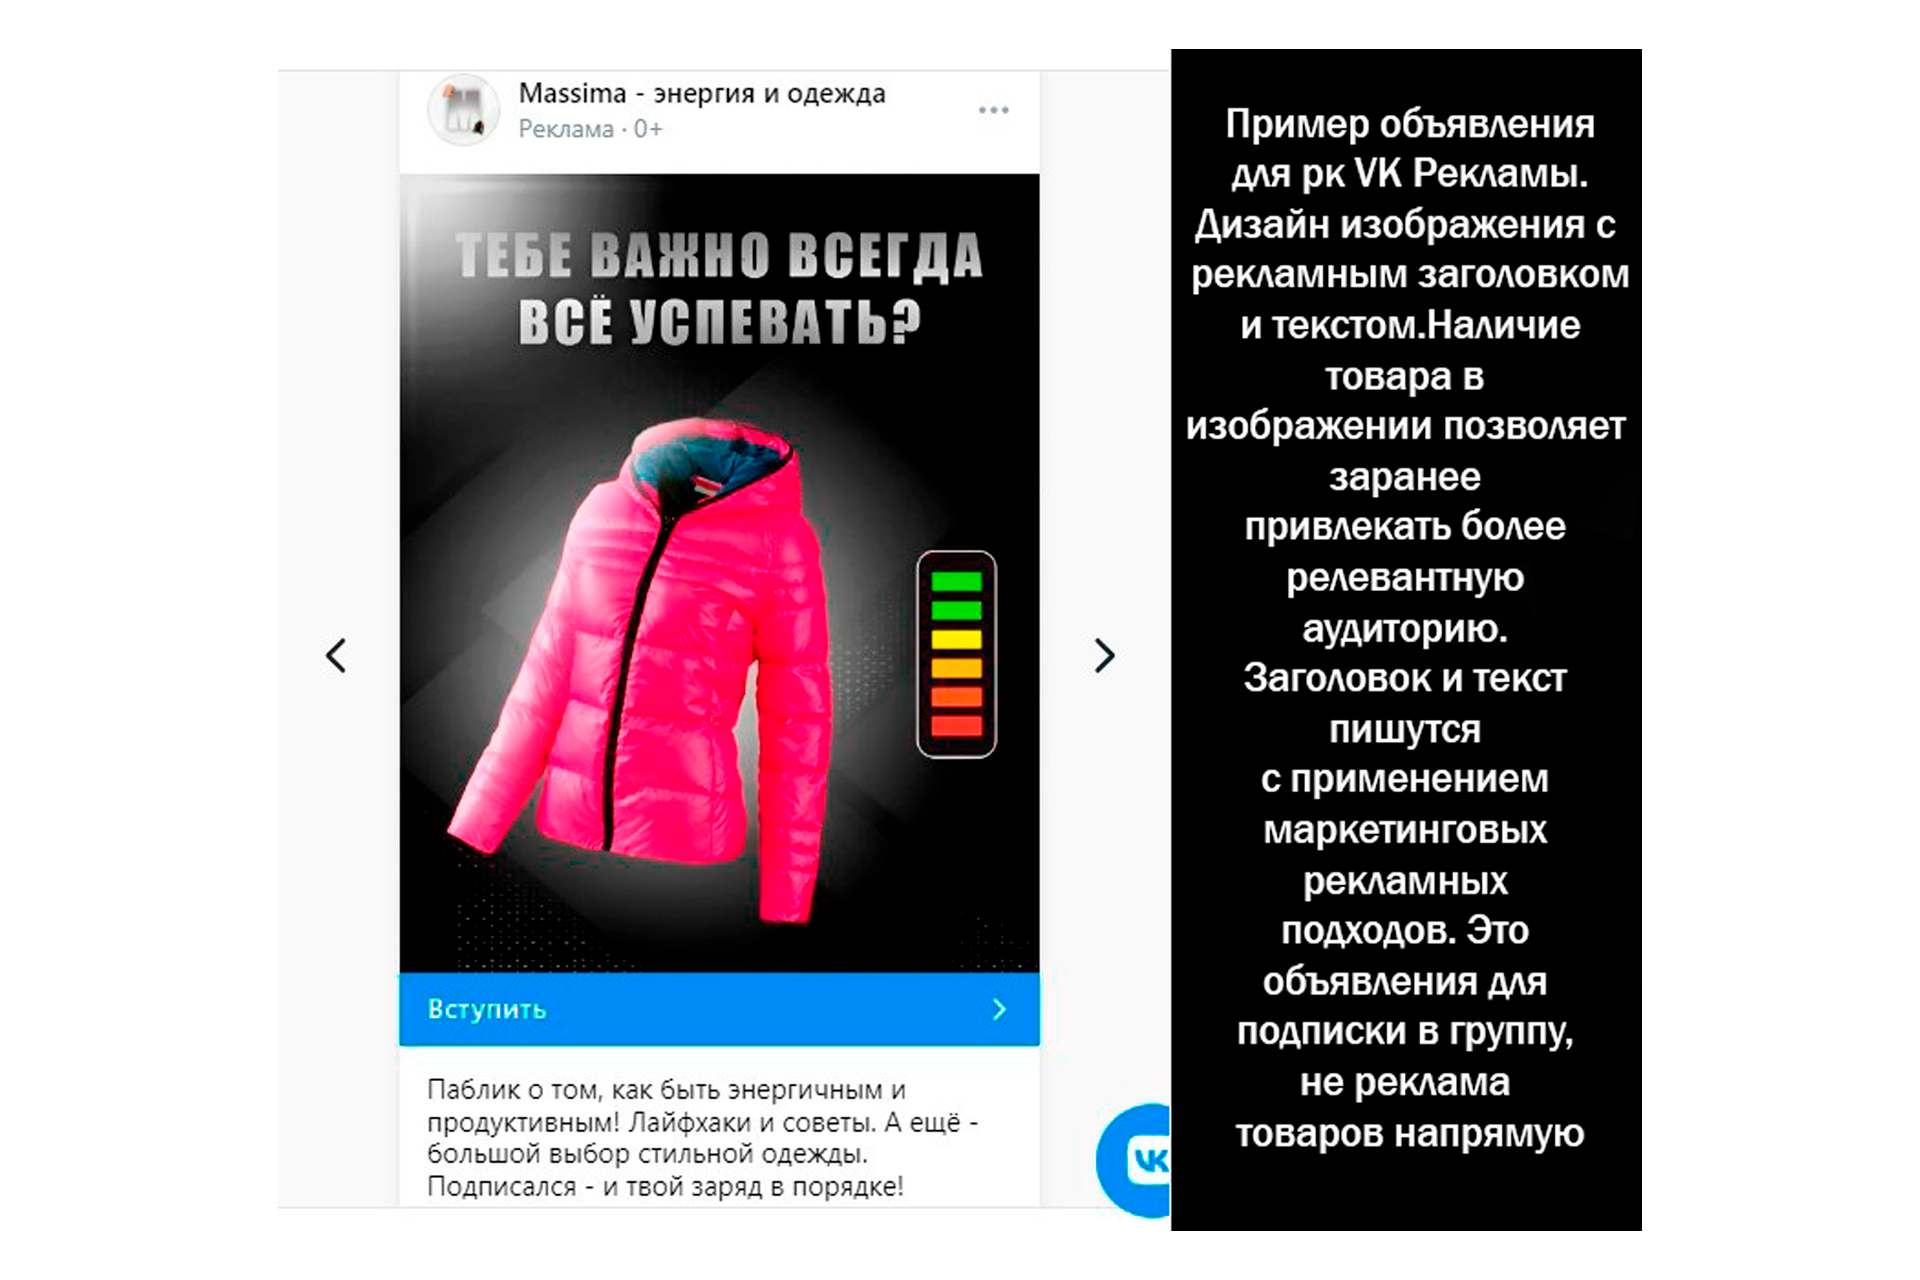 Massima - энергия и одежда
Реклама · 0+
ТЕБЕ ВАЖНО ВСЕГДА
ВСЁ УСПЕВАТЬ?
Вступить
Паблик о том, как быть энергичным и
продуктивным! Лайфхаки и советы. А ещё -
большой выбор стильной одежды.
Подписался - и твой заряд в порядке!
VK
Пример объявления
для рк VK Рекламы.
Дизайн изображения с
рекламным заголовком
и текстом.Наличие
товара в
изображении позволяет
заранее
привлекать более
релевантную
аудиторию.
Заголовок и текст
пишутся
с применением
маркетинговых
рекламных
подходов. Это
объявления для
подписки в группу,
не реклама
товаров напрямую